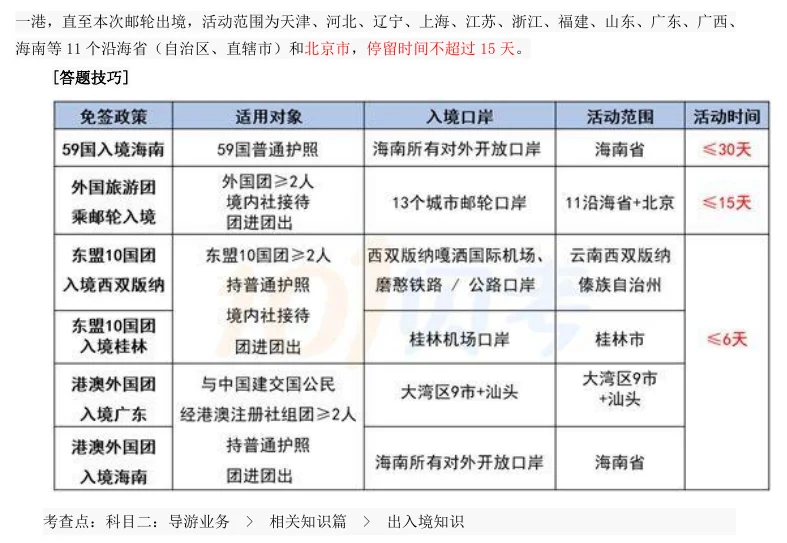 一港，直至本次邮轮出境，活动范围为天津、河北、辽宁、上海、江苏、浙江、福建、山东、广东、广西、
海南等 11 个沿海省（自治区、直辖市）和北京市，停留时间不超过 15 天。
[答题技巧]
免签政策 适用对象 入境口岸 活动范围 活动时间
59国入境海南 59国普通护照 海南所有对外开放口岸 海南省 ≤30天
外国旅游团
乘邮轮入境
外国团≥2人
境内社接待
团进团出
13个城市邮轮口岸 11沿海省+北京 ≤15天
东盟10国团
入境西双版纳
东盟10国团≥2人
持普通护照
境内社接待
团进团出
西双版纳嘎洒国际机场、
磨憨铁路 / 公路口岸
云南西双版纳
傣族自治州
≤6天
东盟10国团
入境桂林
桂林机场口岸 桂林市
港澳外国团
入境广东
与中国建交国公民
经港澳注册社组团≥2人
持普通护照
团进团出
大湾区9市+汕头
大湾区9市
+汕头
港澳外国团
入境海南
海南所有对外开放口岸 海南省
101贝考
考查点：科目二：导游业务 > 相关知识篇 > 出入境知识